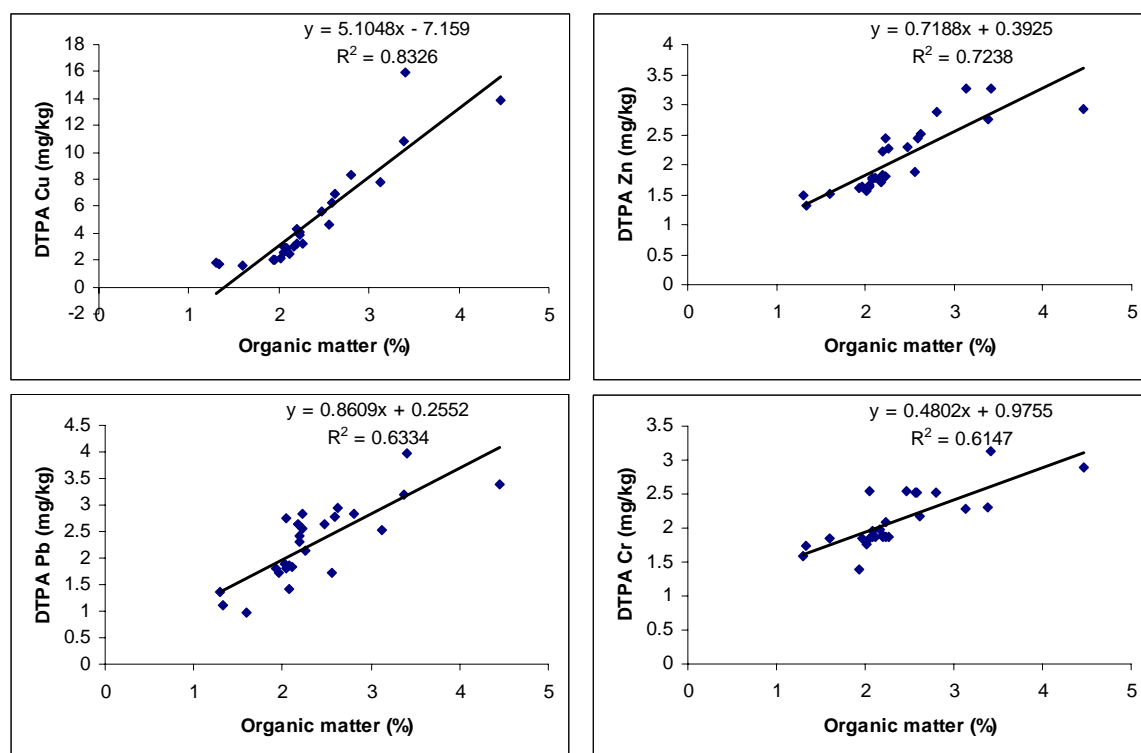 y = 5.1048x - 7.159
R² = 0.8326
18
16
14
12
10
8
6
4
2
0
-2
0 1 2 3 4 5
DTPA Cu (mg/kg)
Organic matter (%)
y = 0.7188x + 0.3925
R² = 0.7238
4
3.5
3
2.5
2
1.5
1
0.5
0
0 1 2 3 4 5
DTPA Zn (mg/kg)
Organic matter (%)
y = 0.8609x + 0.2552
R² = 0.6334
4.5
4
3.5
3
2.5
2
1.5
1
0.5
0
0 1 2 3 4 5
DTPA Pb (mg/kg)
Organic matter (%)
y = 0.4802x + 0.9755
R² = 0.6147
3.5
3
2.5
2
1.5
1
0.5
0
0 1 2 3 4 5
DTPA Cr (mg/kg)
Organic matter (%)